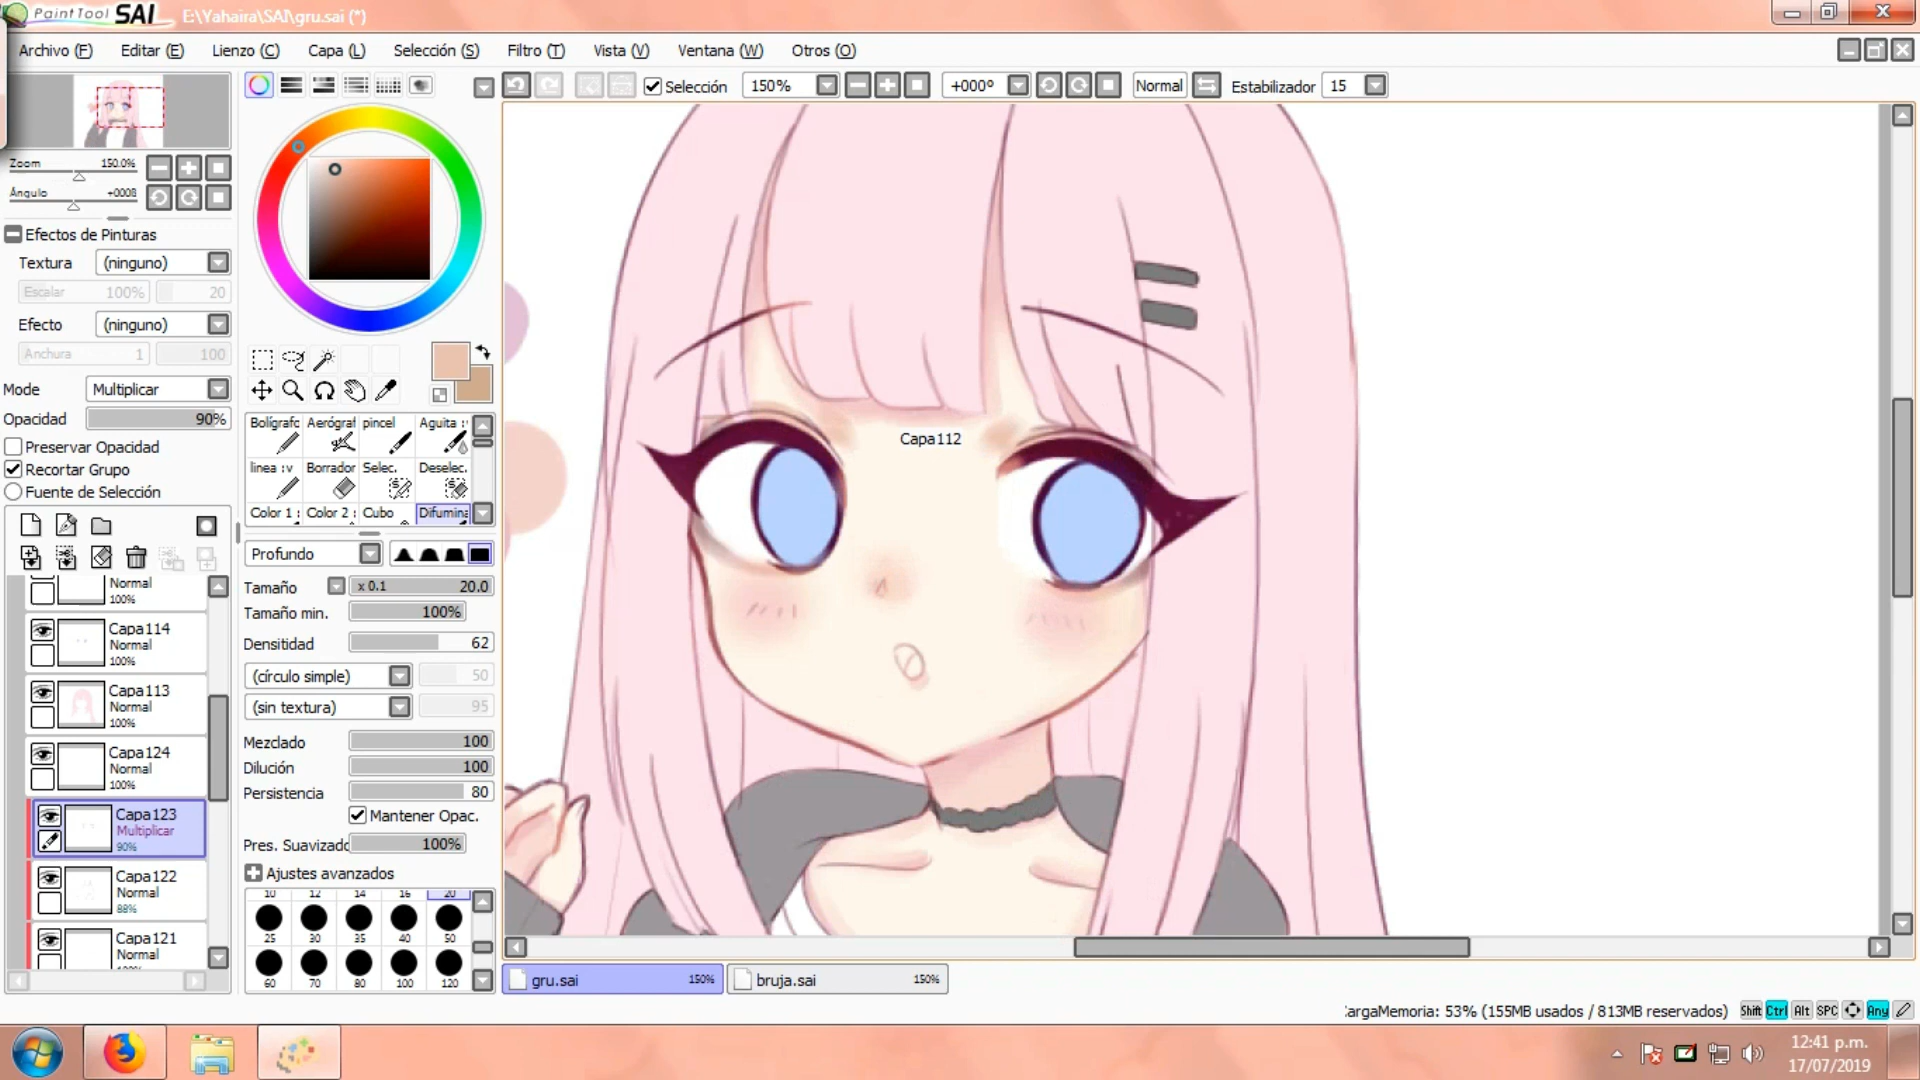 PaintTool SAI E:\Yahaira\SAI\gru.sai (*)
Archivo (F) Editar (E) Lienzo (C) Capa (L) Selección (S) Filtro (T) Vista (V) Ventana (W) Otros (O)
Selección 150% +000º Normal Estabilizador 15
Zoom 150.0%
Ángulo +000ß
Efectos de Pinturas
Textura (ninguno)
Escalar 100% 20
Efecto (ninguno)
Anchura 1 100
Mode Multiplicar
Opacidad 90%
Preservar Opacidad
Recortar Grupo
Fuente de Selección
Normal
100%
Capa114
Normal
100%
Capa113
Normal
100%
Capa124
Normal
100%
Capa123
Multiplicar
90%
Capa122
Normal
88%
Capa121
Normal
Bolígrafo Aerógraf pincel Aguita :v
linea :v Borrador Selec. Deselec.
Color 1 : Color 2 : Cubo Difumina
Profundo
Tamaño x 0.1 20.0
Tamaño min. 100%
Densitidad 62
(círculo simple) 50
(sin textura) 95
Mezclado 100
Dilución 100
Persistencia 80
Mantener Opac.
Pres. Suavizado 100%
Ajustes avanzados
10 12 14 16 20
25 30 35 40 50
60 70 80 100 120
Capa112
gru.sai 150% bruja.sai 150%
argaMemoria: 53% (155MB usados / 813MB reservados) Shift Ctrl Alt SPC Any
12:41 p.m.
17/07/2019